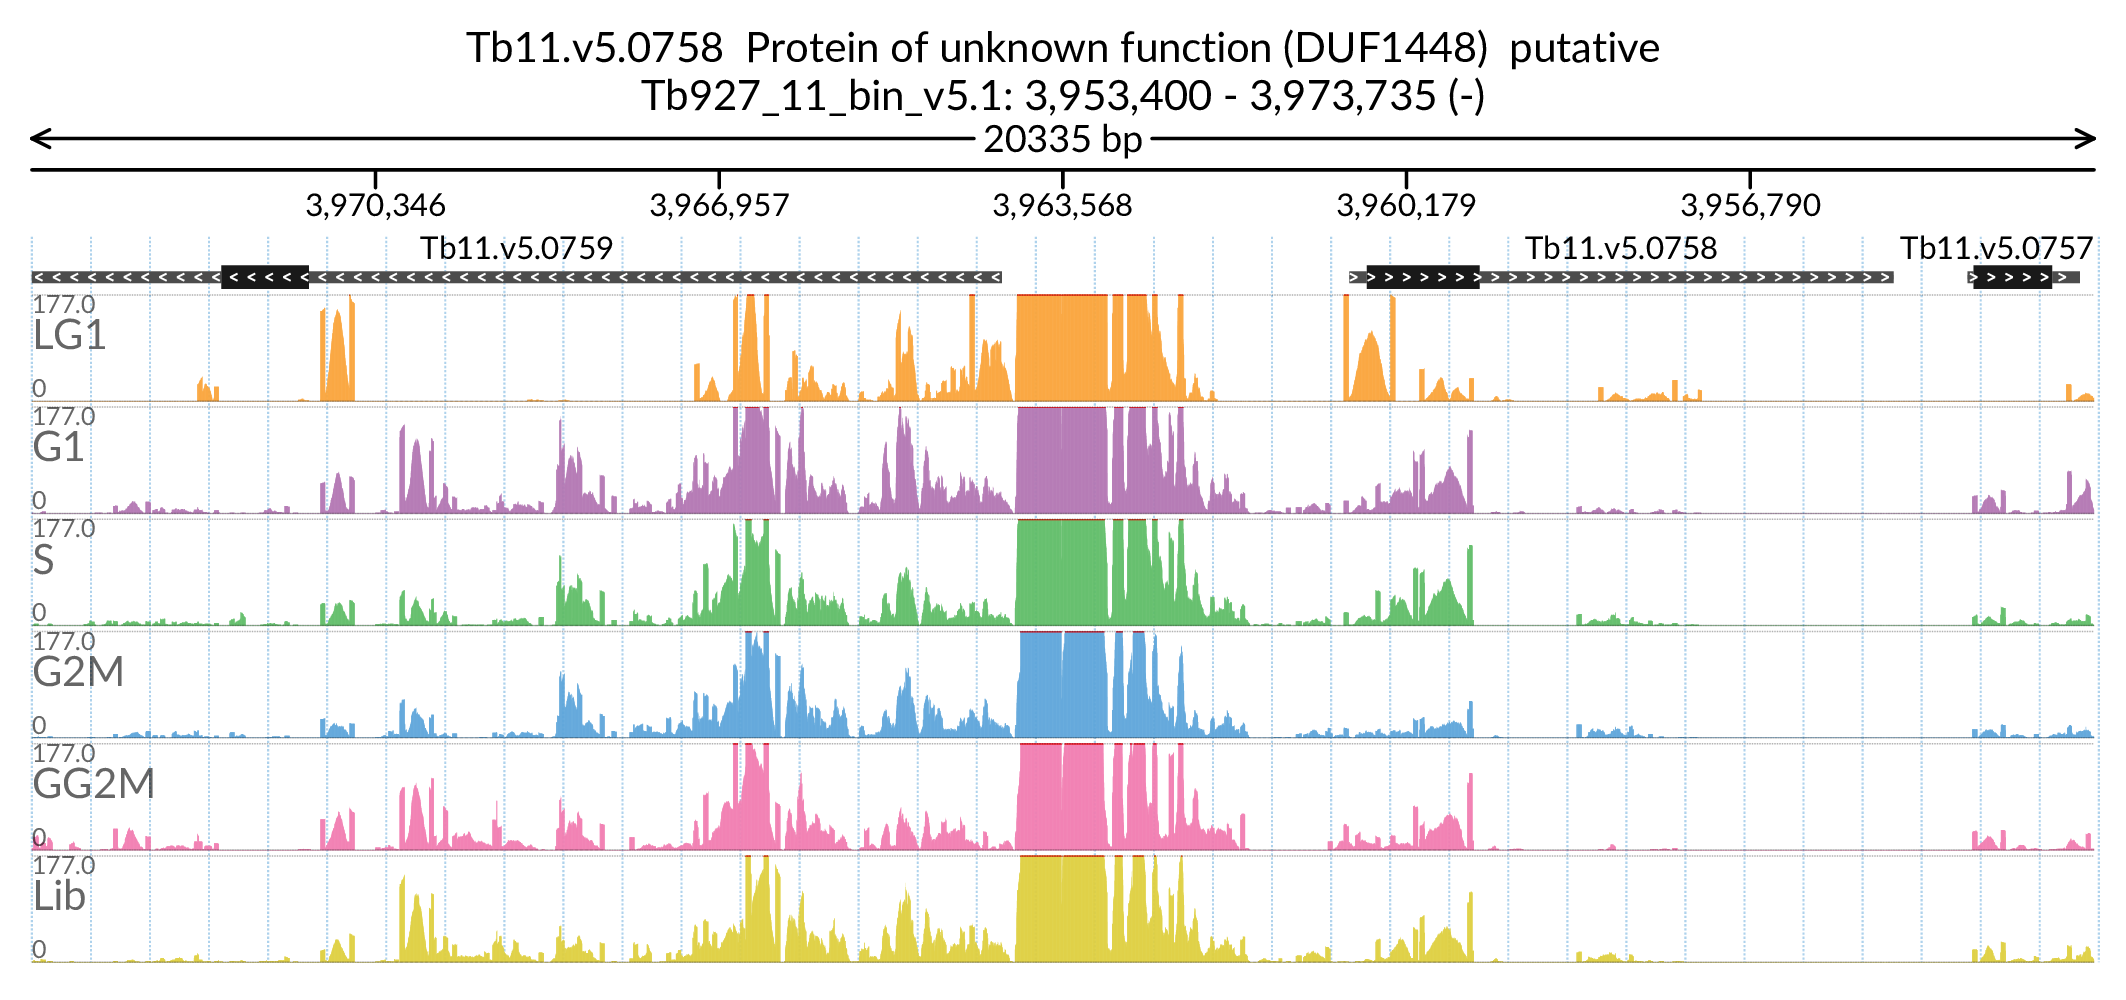 Tb11.v5.0758 Protein of unknown function (DUF1448) putative
Tb927_11_bin_v5.1: 3,953,400 - 3,973,735 (-)
20335 bp
3,970,346 3,966,957 3,963,568 3,960,179 3,956,790
Tb11.v5.0759 Tb11.v5.0758 Tb11.v5.0757
177.0
LG1
0
177.0
G1
0
177.0
S
0
177.0
G2M
0
177.0
GG2M
0
177.0
Lib
0